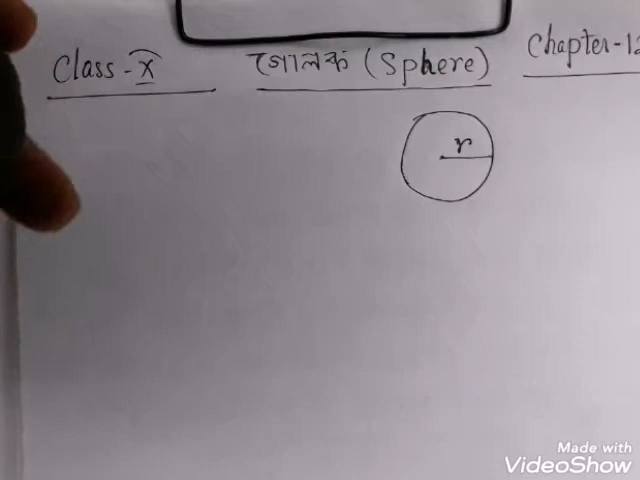 Class - X গোলক (Sphere) Chapter-12
r
Made with
VideoShow